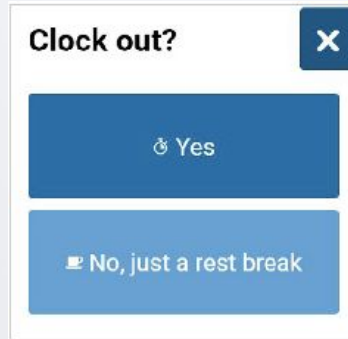 Clock out?
Yes
No, just a rest break